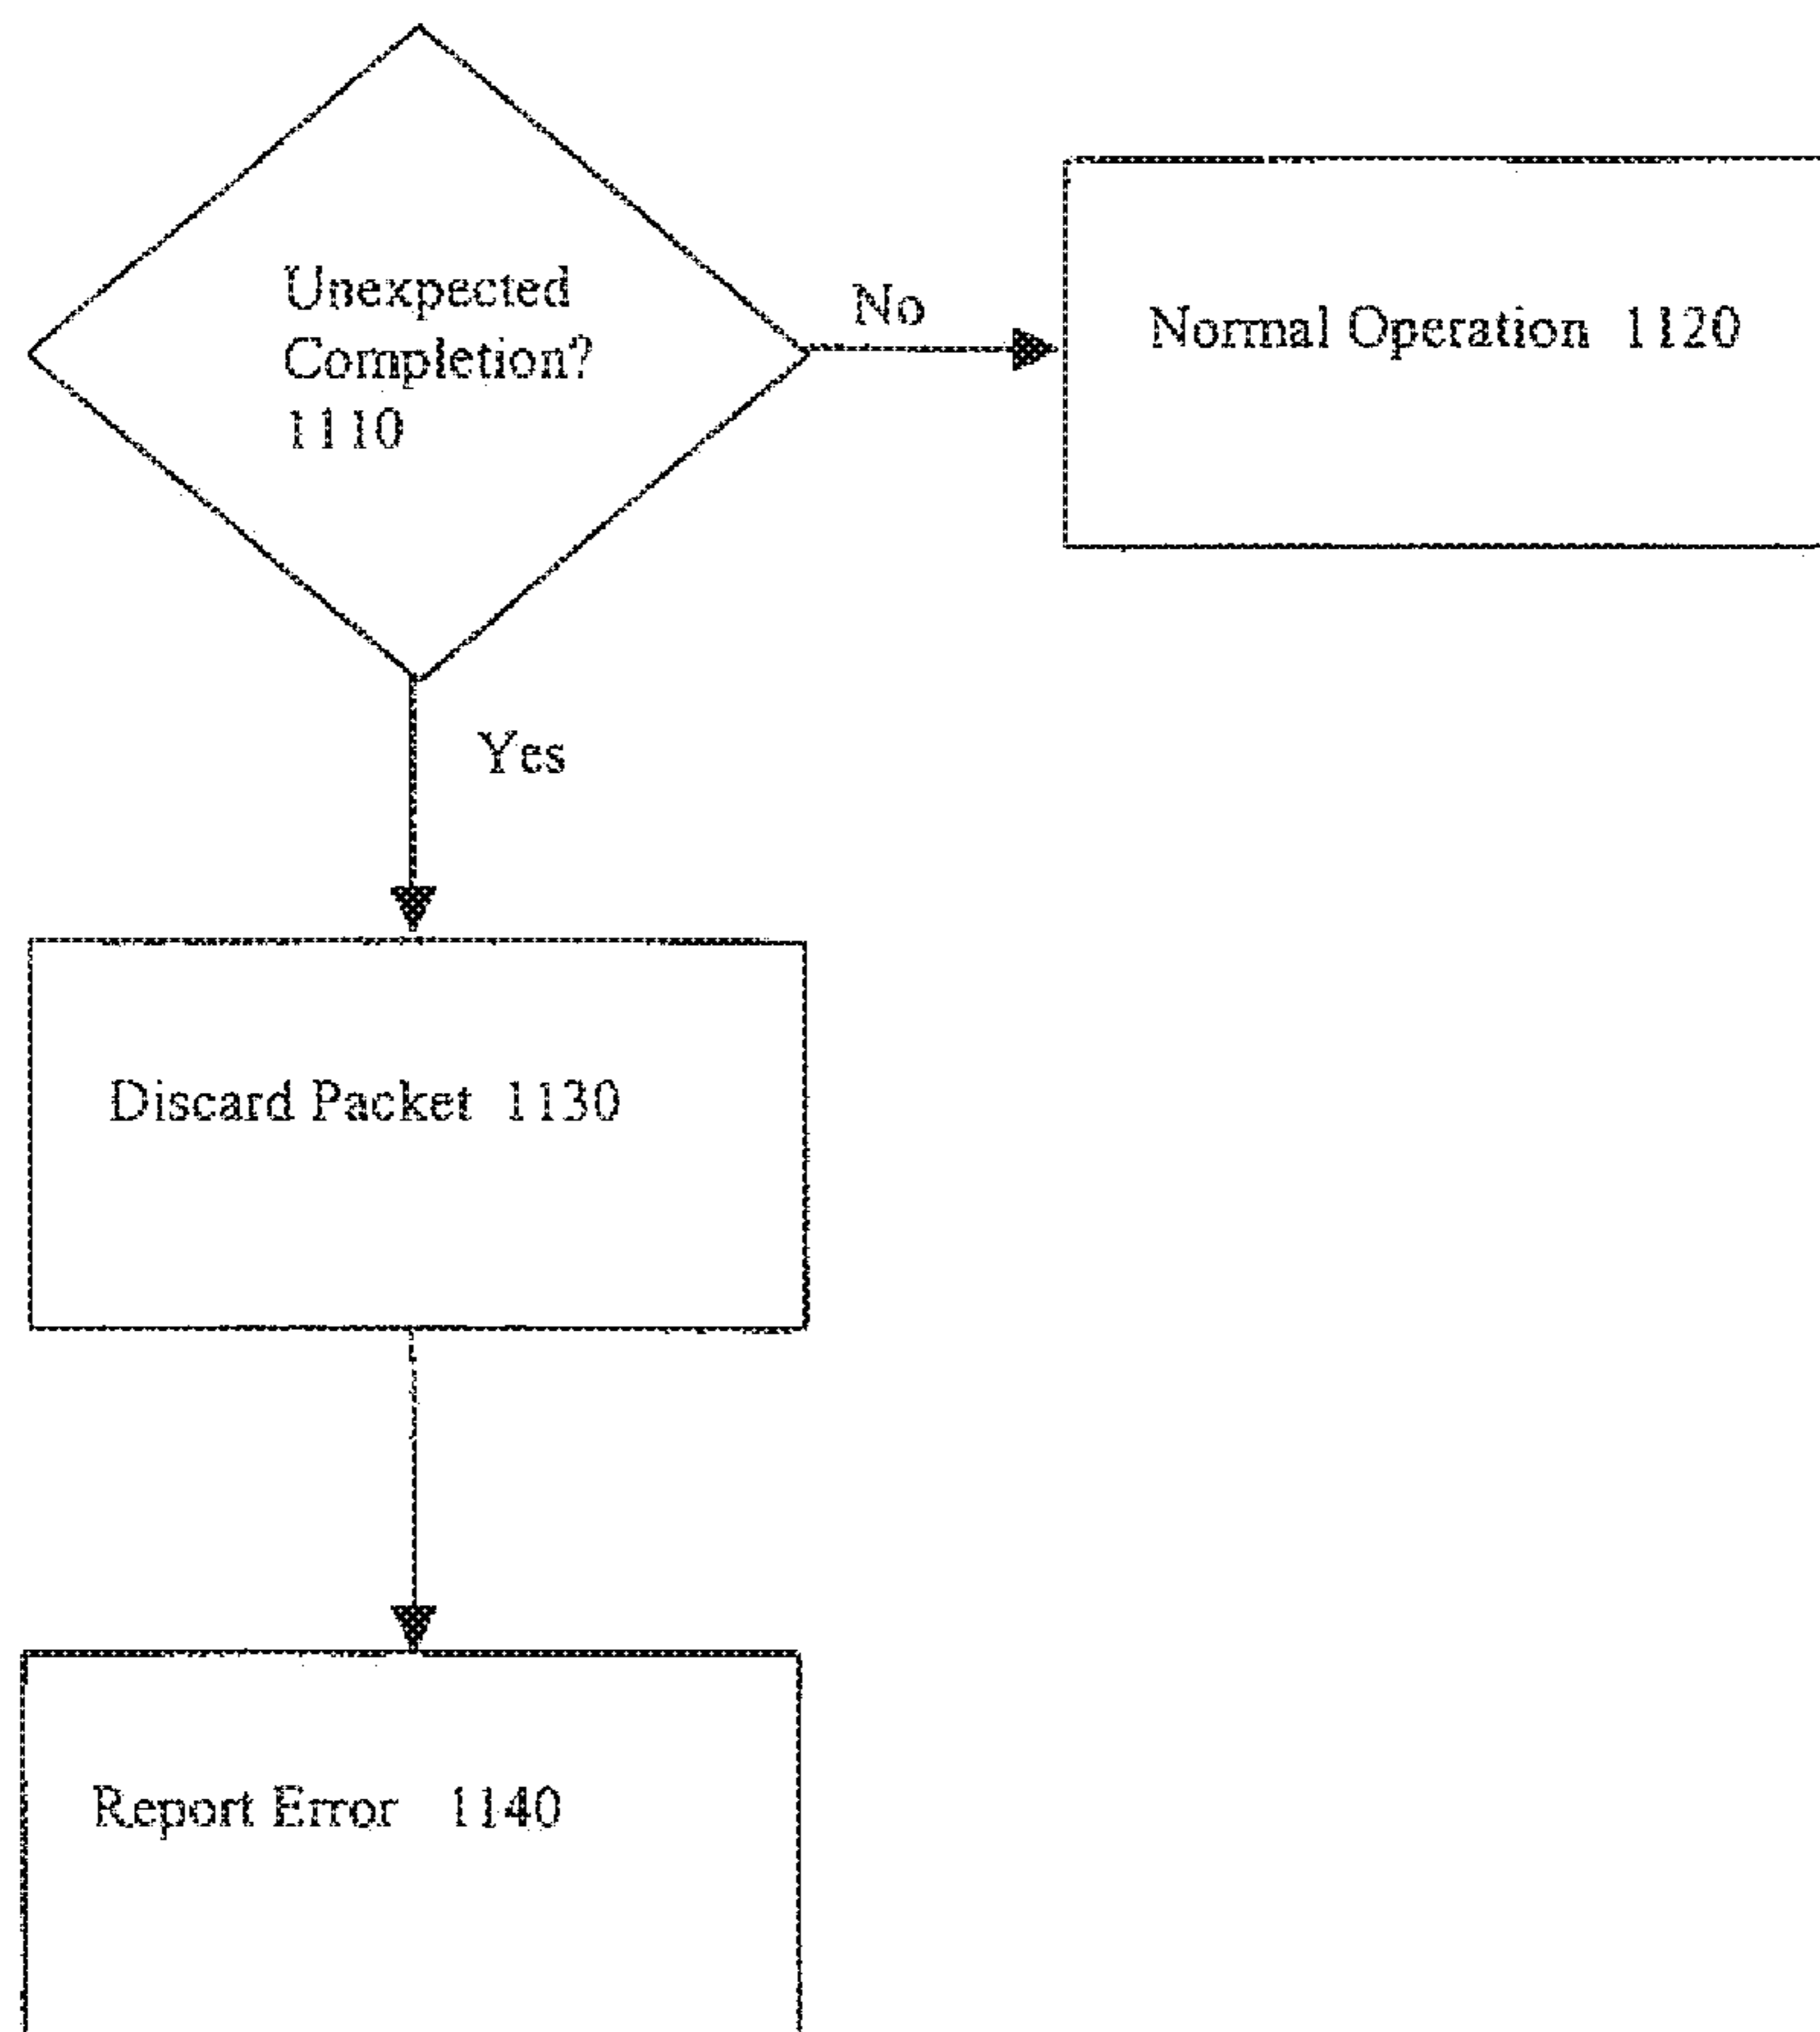 Unexpected
Completion?
1110
No
Normal Operation 1120
Yes
Discard Packet 1130
Report Error 1140